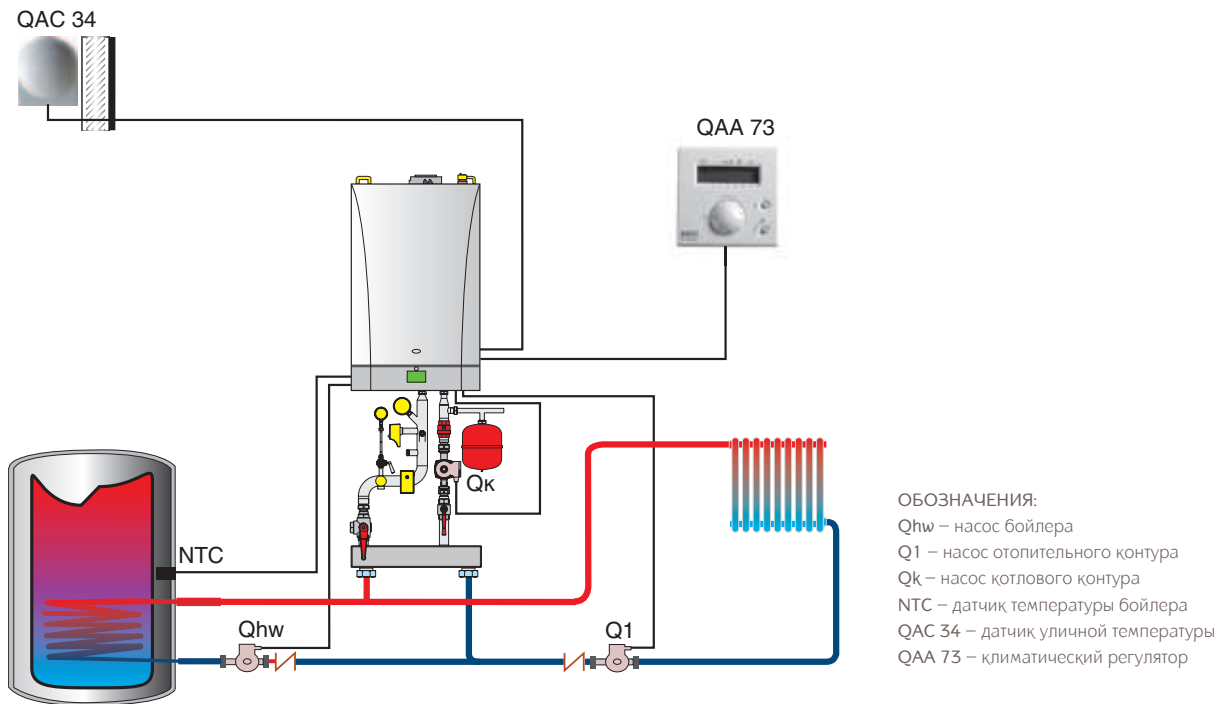 QAC 34
QAA 73
Qк
NTC
Qhw
Q1
ОБОЗНАЧЕНИЯ:
Qhw – насос бойлера
Q1 – насос отопительного контура
Qk – насос котлового контура
NTC – датчик температуры бойлера
QAC 34 – датчик уличной температуры
QAA 73 – климатический регулятор